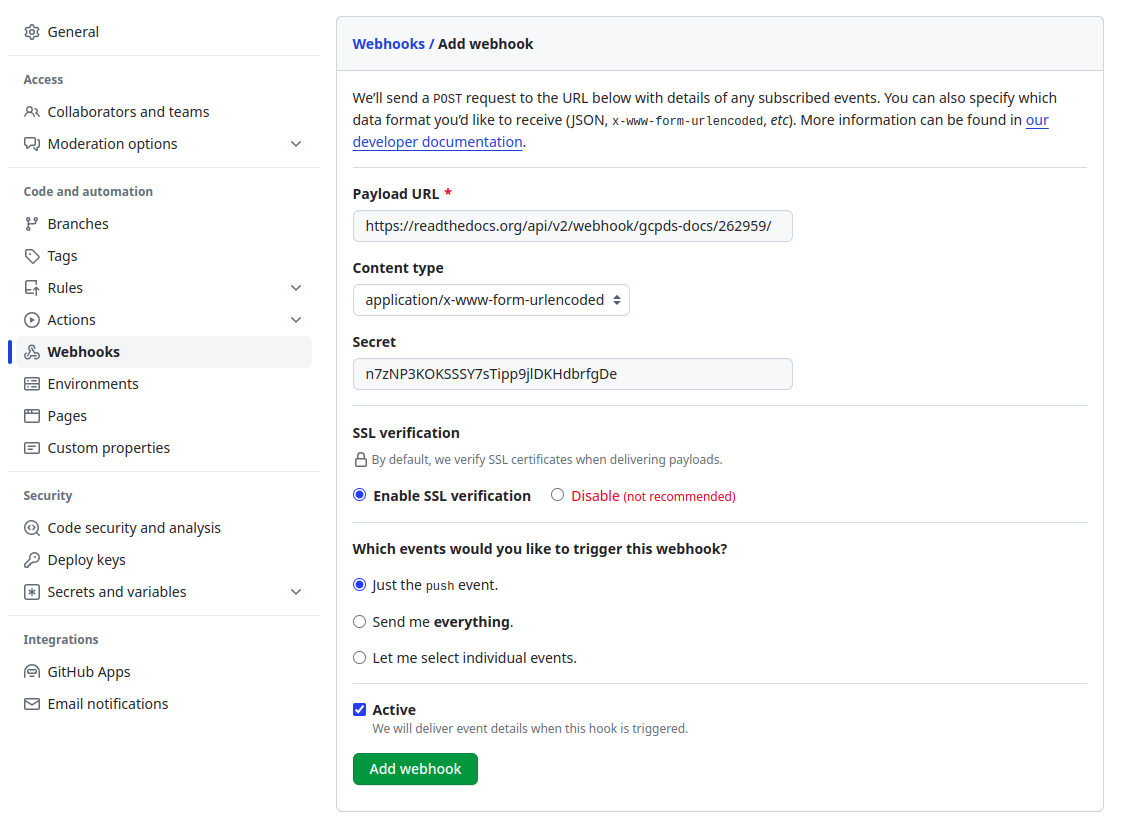 General
Access
Collaborators and teams
Moderation options
Code and automation
Branches
Tags
Rules
Actions
Webhooks
Environments
Pages
Custom properties
Security
Code security and analysis
Deploy keys
Secrets and variables
Integrations
GitHub Apps
Email notifications
Webhooks / Add webhook
We’ll send a POST request to the URL below with details of any subscribed events. You can also specify which
data format you’d like to receive (JSON, x-www-form-urlencoded, etc). More information can be found in our
developer documentation.
Payload URL *
https://readthedocs.org/api/v2/webhook/gcpds-docs/262959/
Content type
application/x-www-form-urlencoded
Secret
n7zNP3KOKSSSY7sTipp9jlDKHdbrfgDe
SSL verification
By default, we verify SSL certificates when delivering payloads.
Enable SSL verification Disable (not recommended)
Which events would you like to trigger this webhook?
Just the push event.
Send me everything.
Let me select individual events.
Active
We will deliver event details when this hook is triggered.
Add webhook